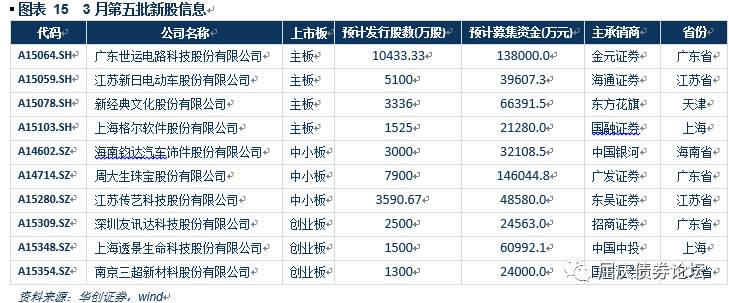 图表 15 3 月第五批新股信息
代码 公司名称 上市板 预计发行股数(万股) 预计募集资金(万元) 主承销商 省份
A15064.SH 广东世运电路科技股份有限公司 主板 10433.33 138000.0 金元证券 广东省
A15059.SH 江苏新日电动车股份有限公司 主板 5100 39607.3 海通证券 江苏省
A15078.SH 新经典文化股份有限公司 主板 3336 66391.5 东方花旗 天津
A15103.SH 上海格尔软件股份有限公司 主板 1525 21280.0 国融证券 上海
A14602.SZ 海南钧达汽车饰件股份有限公司 中小板 3000 32108.5 中国银河 海南省
A14714.SZ 周大生珠宝股份有限公司 中小板 7900 146044.8 广发证券 广东省
A15280.SZ 江苏传艺科技股份有限公司 中小板 3590.67 48580.0 东吴证券 江苏省
A15309.SZ 深圳友讯达科技股份有限公司 创业板 2500 24563.0 招商证券 广东省
A15348.SZ 上海透景生命科技股份有限公司 创业板 1500 60992.1 中国中投 上海
A15354.SZ 南京三超新材料股份有限公司 创业板 1300 24000.0 国
屈庆债券论坛
资料来源：华创证券，wind